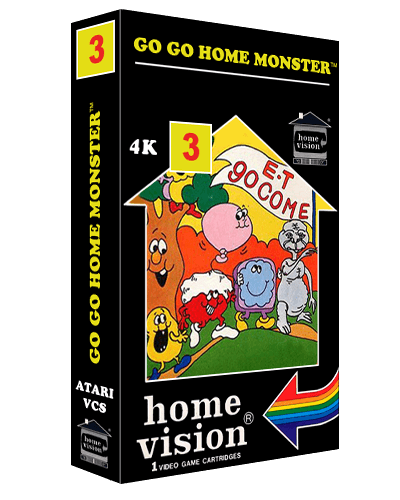 3
GO GO HOME MONSTER™
ATARI
VCS
home
vision
GO GO HOME MONSTER™
4K
3
home
vision
E·T
go COME
home
vision®
1 VIDEO GAME CARTRIDGES